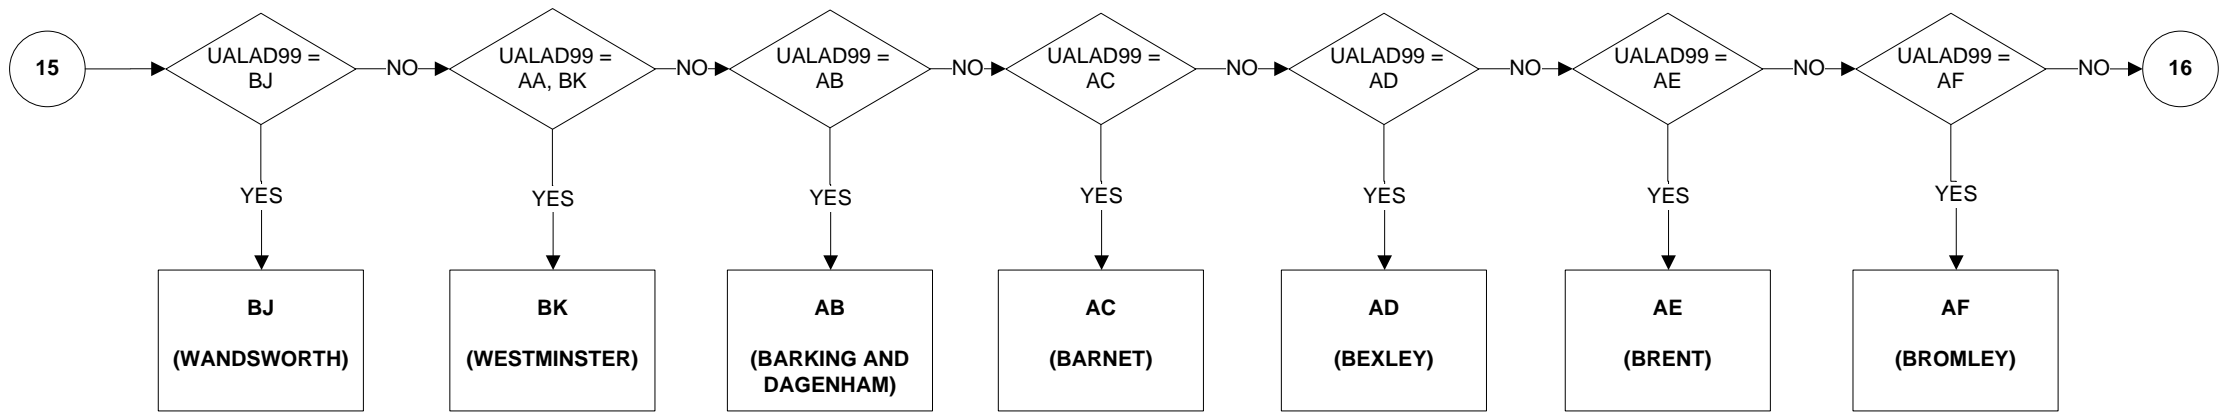 15
UALAD99 =
BJ
NO
UALAD99 =
AA, BK
NO
UALAD99 =
AB
NO
UALAD99 =
AC
NO
UALAD99 =
AD
NO
UALAD99 =
AE
NO
UALAD99 =
AF
NO
16
YES
YES
YES
YES
YES
YES
YES
BJ
(WANDSWORTH)
BK
(WESTMINSTER)
AB
(BARKING AND
DAGENHAM)
AC
(BARNET)
AD
(BEXLEY)
AE
(BRENT)
AF
(BROMLEY)